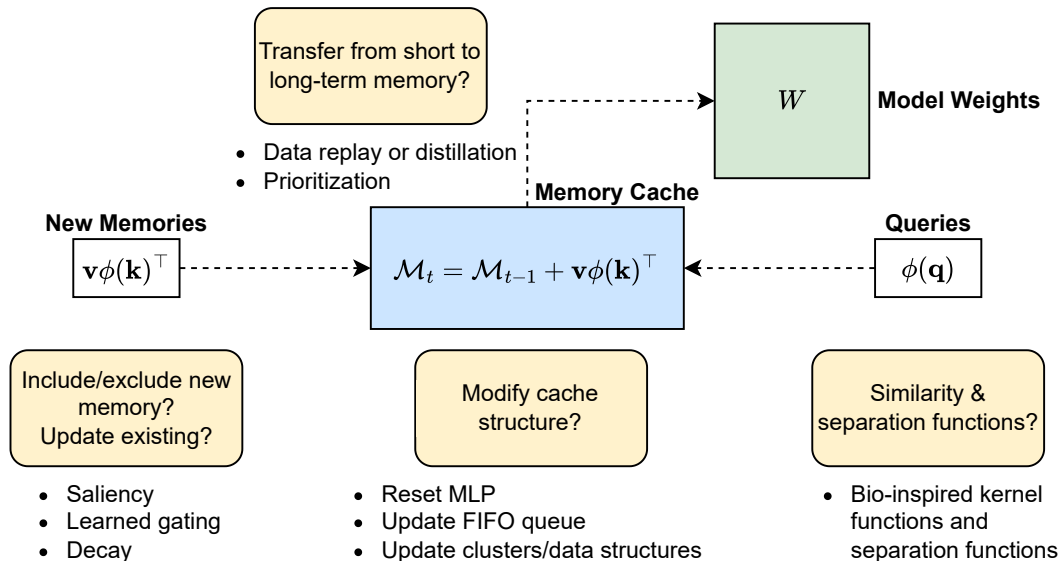 Transfer from short to
long-term memory?
• Data replay or distillation
• Prioritization
W
Model Weights
Memory Cache
New Memories
𝐯ϕ(𝐤)^⊤
ℳ_t = ℳ_{t−1} + 𝐯ϕ(𝐤)^⊤
Queries
ϕ(𝐪)
Include/exclude new
memory?
Update existing?
• Saliency
• Learned gating
• Decay
Modify cache
structure?
• Reset MLP
• Update FIFO queue
• Update clusters/data structures
Similarity &
separation functions?
• Bio-inspired kernel
functions and
separation functions